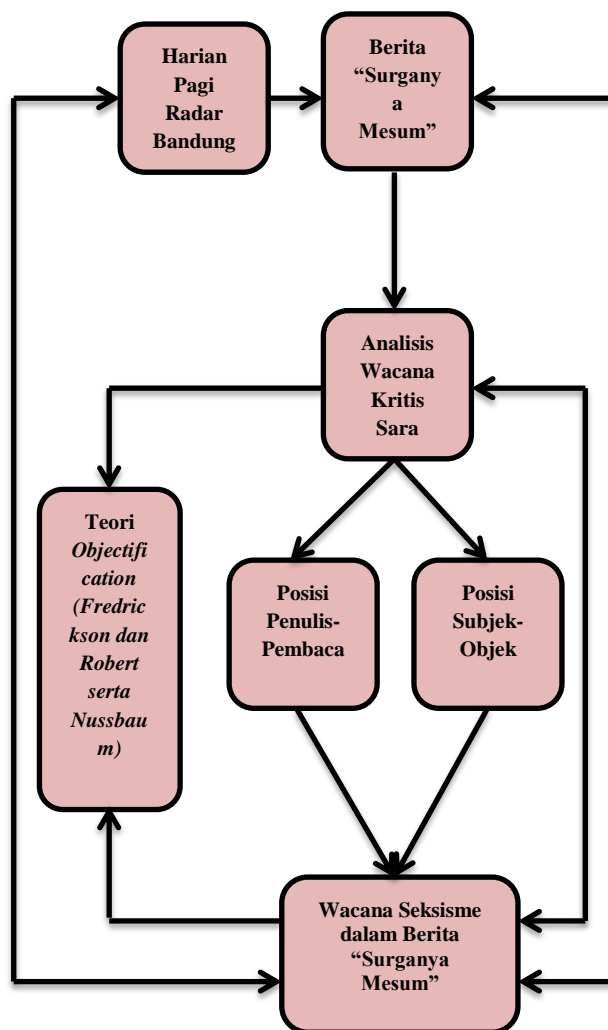 Harian
Pagi
Radar
Bandung
Berita
“Surgany
a
Mesum”
Analisis
Wacana
Kritis
Sara
Teori
Objectifi
cation
(Fredric
kson dan
Robert
serta
Nussbau
m)
Posisi
Penulis-
Pembaca
Posisi
Subjek-
Objek
Wacana Seksisme
dalam Berita
“Surganya
Mesum”